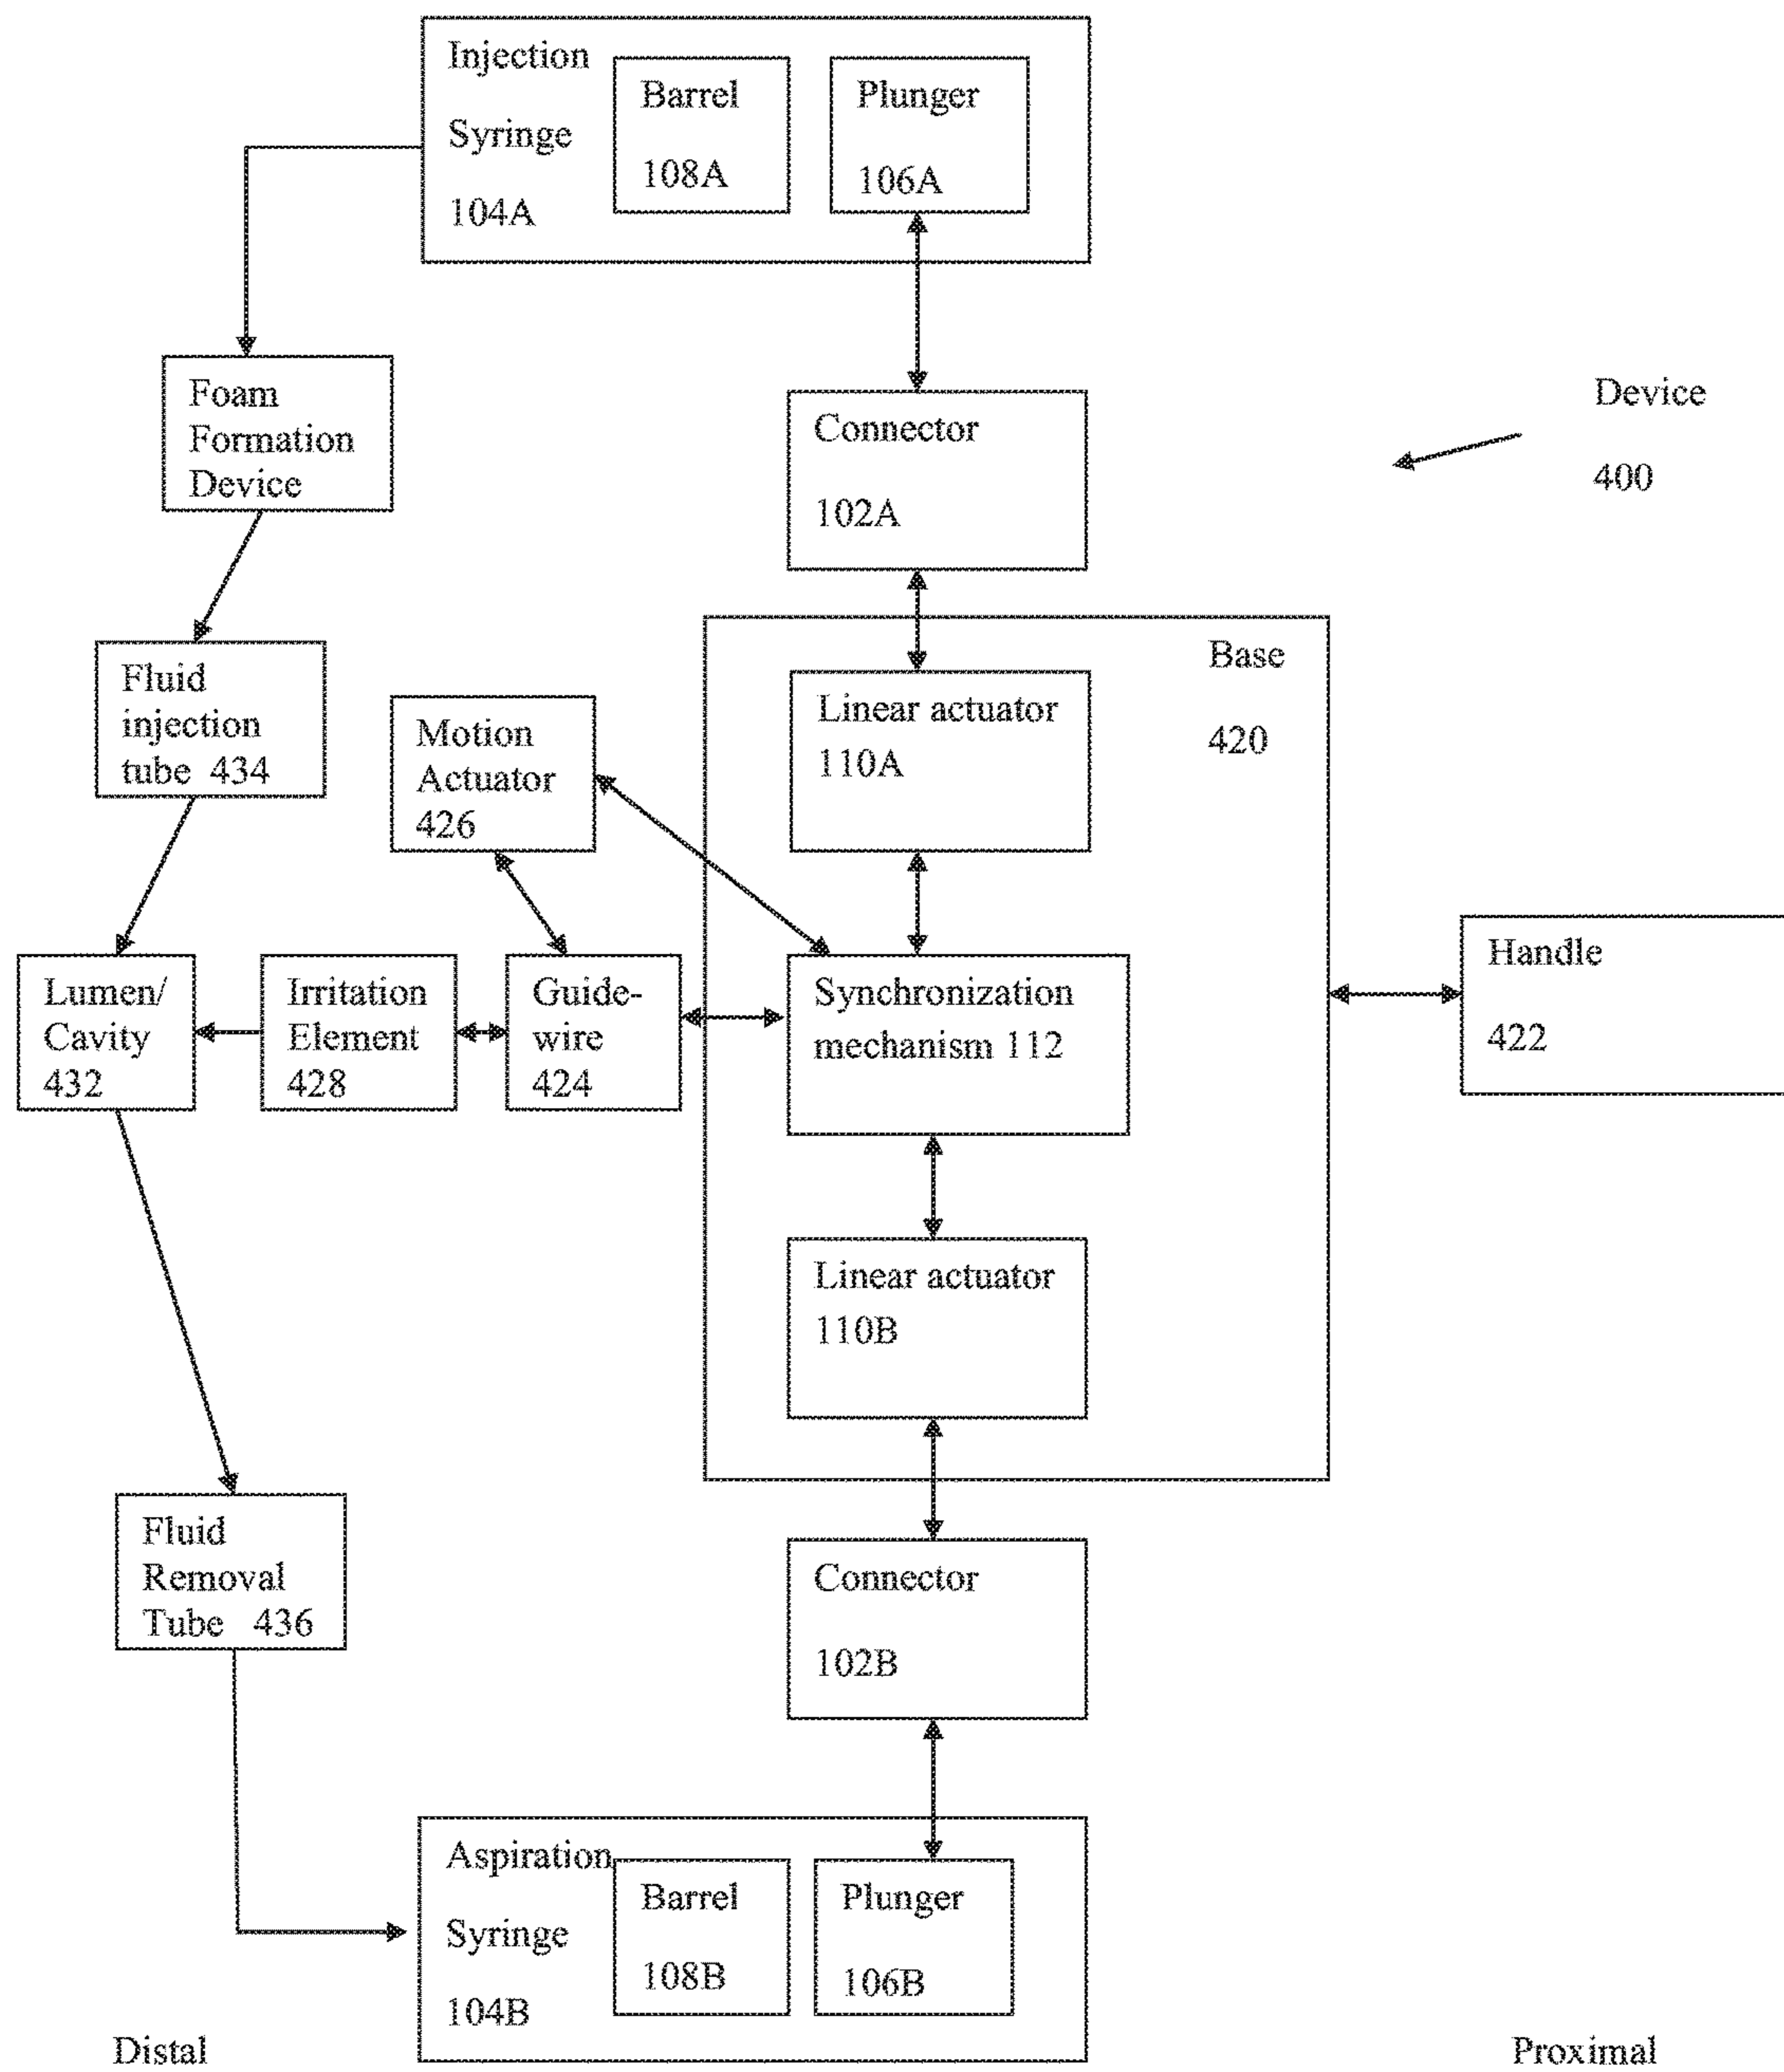 Injection
Syringe
104A
Barrel
108A
Plunger
106A
Foam
Formation
Device
Connector
102A
Device
400
Fluid
injection
tube 434
Motion
Actuator
426
Linear actuator
110A
Base
420
Lumen/
Cavity
432
Irritation
Element
428
Guide-
wire
424
Synchronization
mechanism 112
Handle
422
Linear actuator
110B
Fluid
Removal
Tube 436
Connector
102B
Aspiration
Syringe
104B
Barrel
108B
Plunger
106B
Distal
Proximal